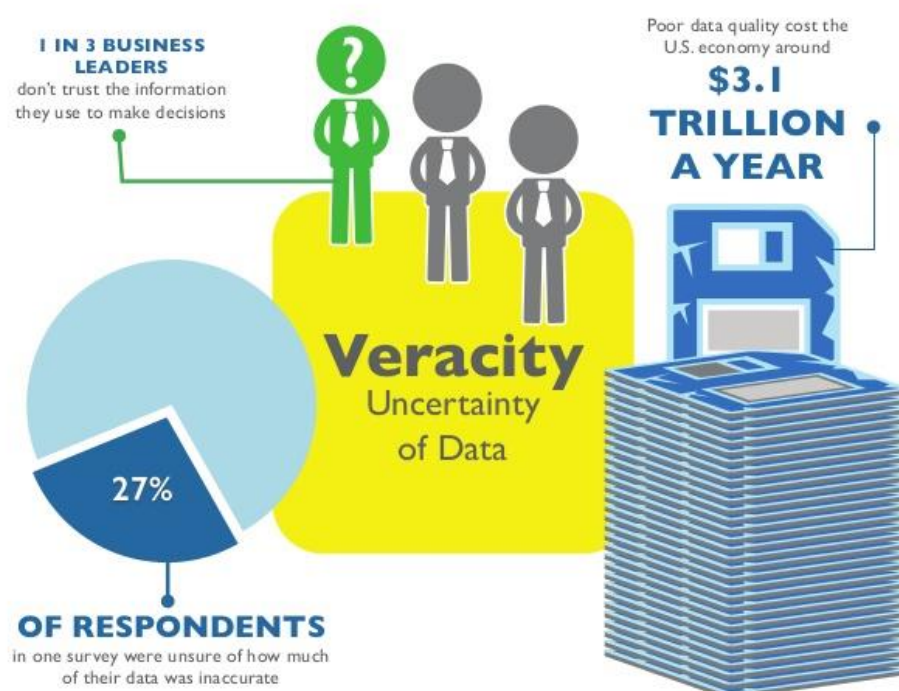 1 IN 3 BUSINESS
LEADERS
don't trust the information
they use to make decisions
?
Poor data quality cost the
U.S. economy around
$3.1
TRILLION
A YEAR
Veracity
Uncertainty
of Data
27%
OF RESPONDENTS
in one survey were unsure of how much
of their data was inaccurate